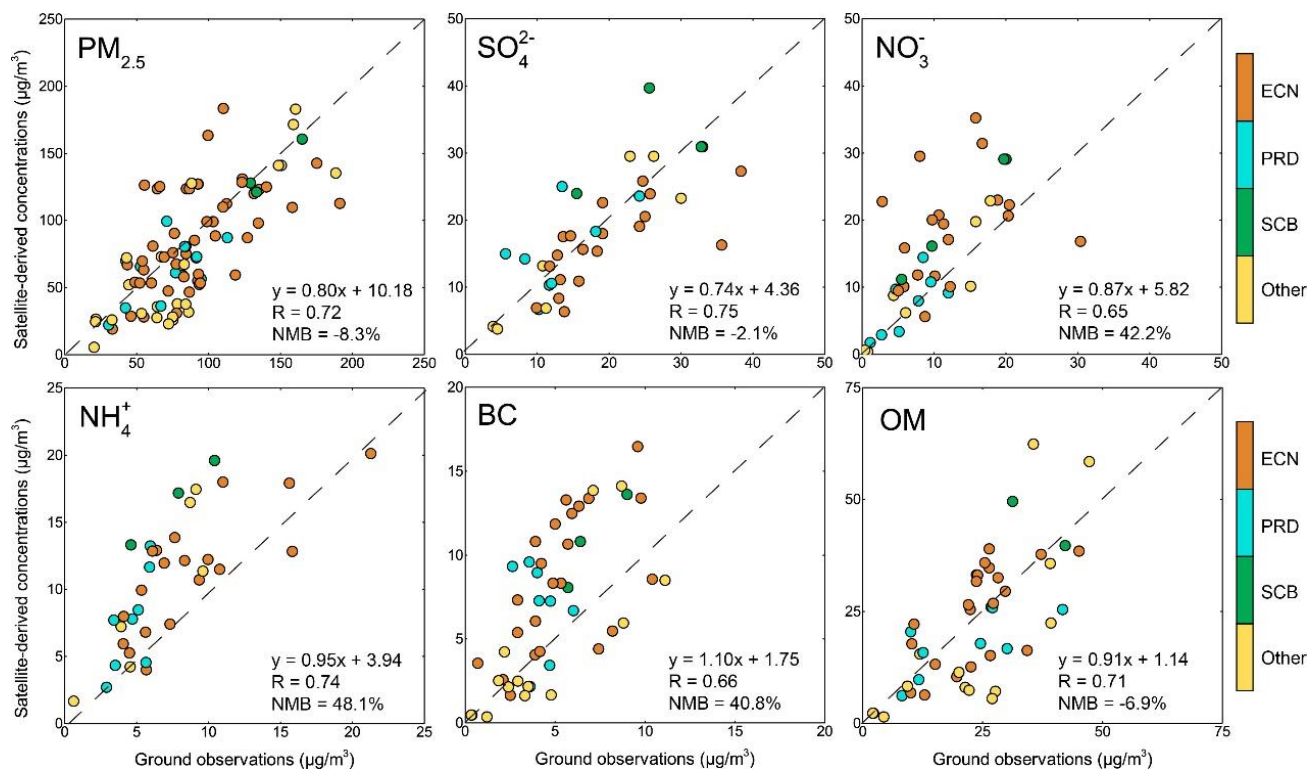 PM2.5
Satellite-derived concentrations (μg/m³)
250
200
150
100
50
0
50
100
150
200
250
y = 0.80x + 10.18
R = 0.72
NMB = -8.3%
SO₄²⁻
50
40
30
20
10
0
0
10
20
30
40
50
y = 0.74x + 4.36
R = 0.75
NMB = -2.1%
NO₃⁻
50
40
30
20
10
0
0
10
20
30
40
50
y = 0.87x + 5.82
R = 0.65
NMB = 42.2%
ECN
PRD
SCB
Other
NH₄⁺
Satellite-derived concentrations (μg/m³)
25
20
15
10
5
0
0
5
10
15
20
25
y = 0.95x + 3.94
R = 0.74
NMB = 48.1%
Ground observations (μg/m³)
BC
20
15
10
5
0
0
5
10
15
20
y = 1.10x + 1.75
R = 0.66
NMB = 40.8%
Ground observations (μg/m³)
OM
75
50
25
0
0
25
50
75
y = 0.91x + 1.14
R = 0.71
NMB = -6.9%
Ground observations (μg/m³)
ECN
PRD
SCB
Other